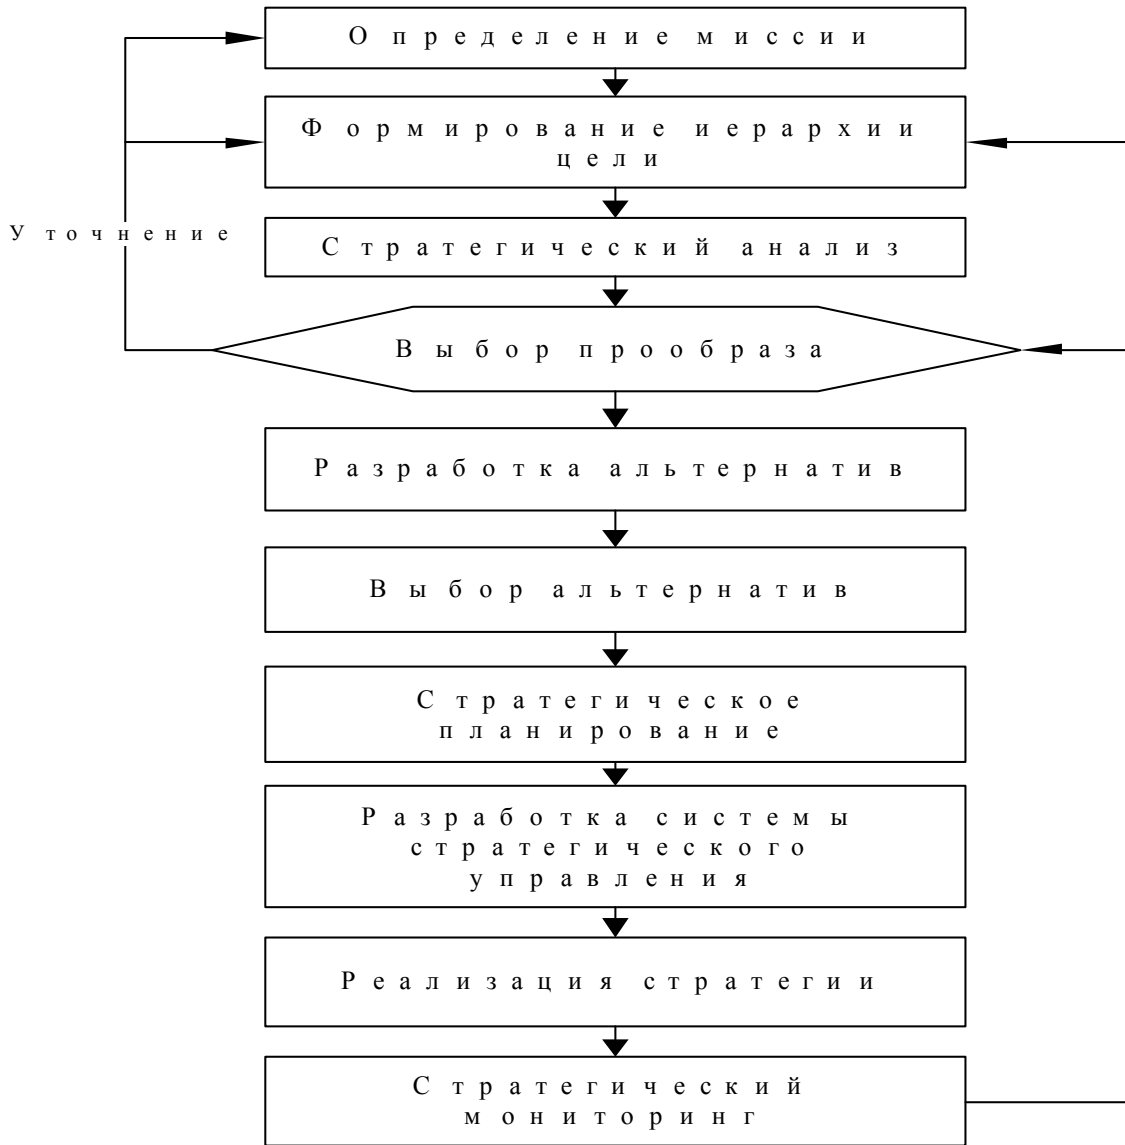 Определение миссии
Формирование иерархии
цели
Уточнение
Стратегический анализ
Выбор прообраза
Разработка альтернатив
Выбор альтернатив
Стратегическое
планирование
Разработка системы
стратегического
управления
Реализация стратегии
Стратегический
мониторинг